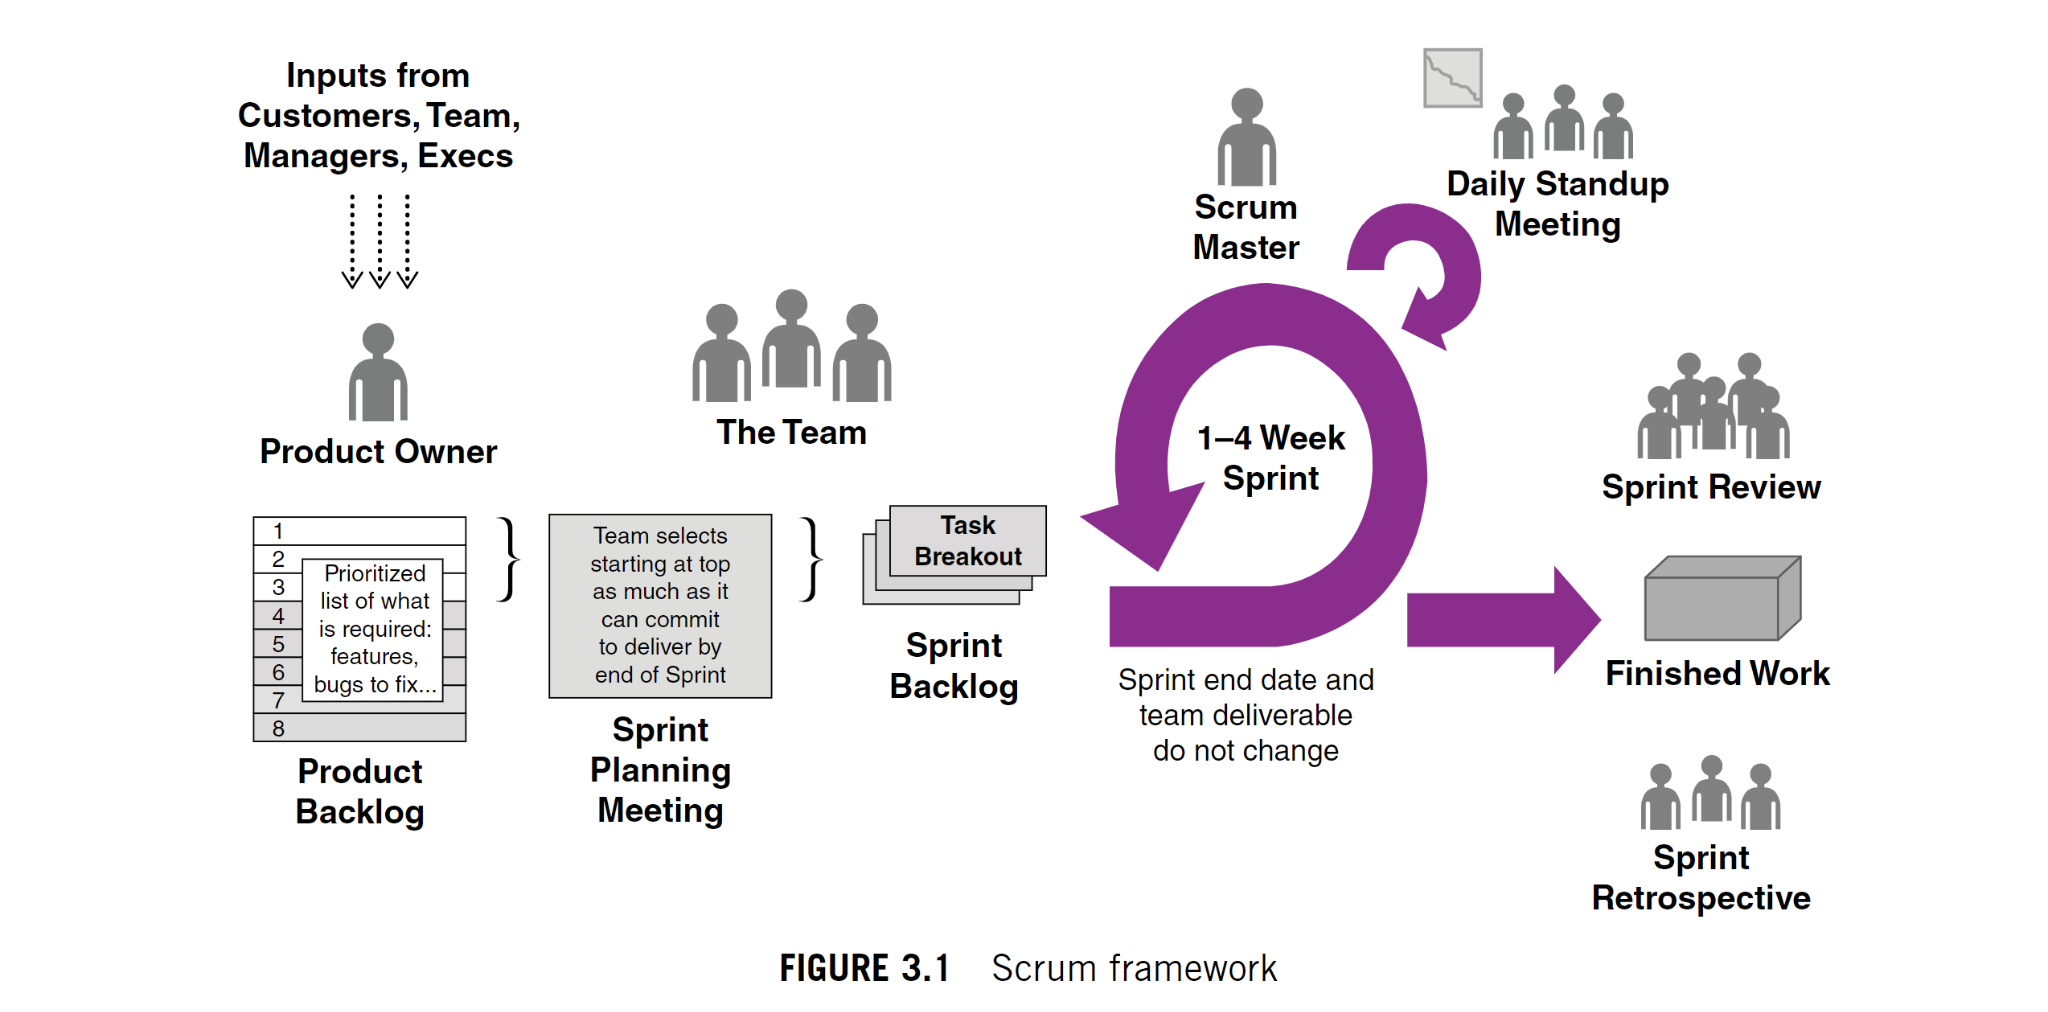 Inputs from
Customers, Team,
Managers, Execs
Product Owner
1
2
3
4
5
6
7
8
Prioritized
list of what
is required:
features,
bugs to fix...
Product
Backlog
The Team
Team selects
starting at top
as much as it
can commit
to deliver by
end of Sprint
Sprint
Planning
Meeting
Task
Breakout
Sprint
Backlog
Scrum
Master
Daily Standup
Meeting
1–4 Week
Sprint
Sprint end date and
team deliverable
do not change
Sprint Review
Finished Work
Sprint
Retrospective
FIGURE 3.1 Scrum framework